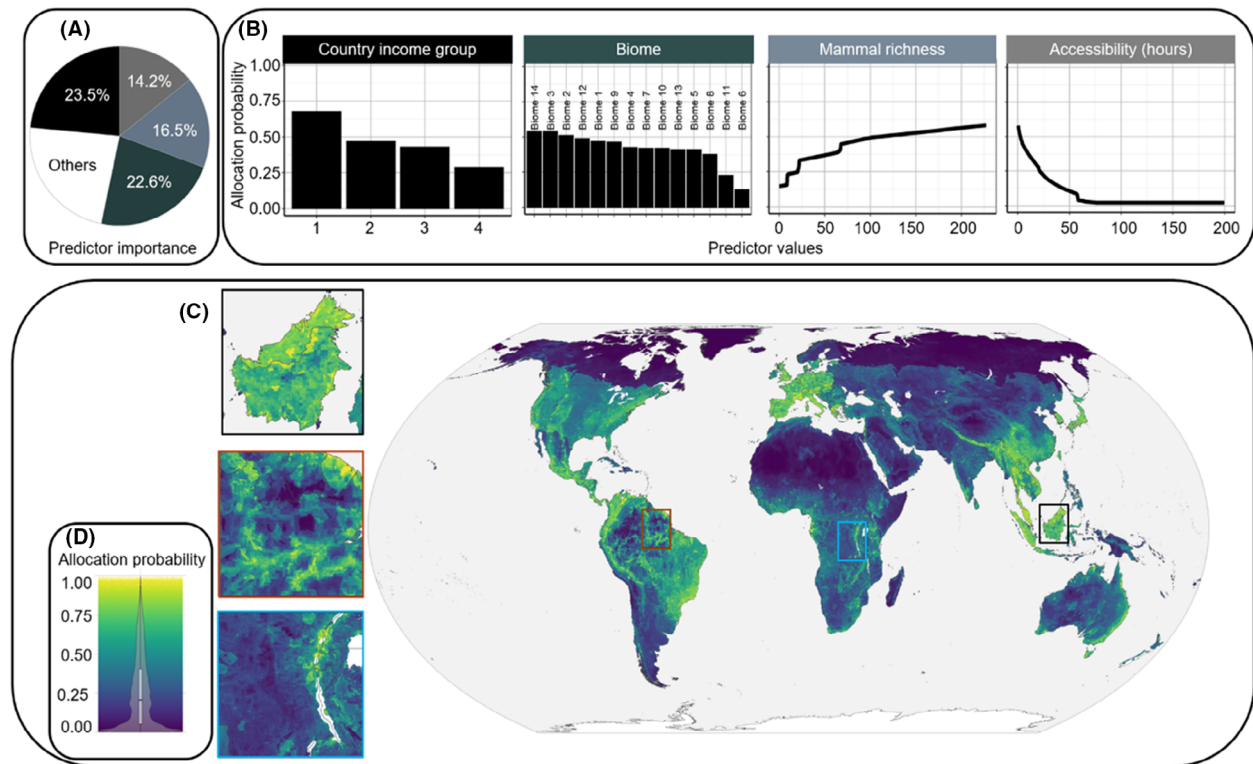 (A)
23.5%
14.2%
16.5%
22.6%
Others
Predictor importance
(B)
Country income group
Biome
Mammal richness
Accessibility (hours)
Allocation probability
1.00
0.75
0.50
0.25
0.00
1 2 3 4
Biome 14
Biome 3
Biome 2
Biome 12
Biome 1
Biome 9
Biome 4
Biome 7
Biome 10
Biome 13
Biome 5
Biome 8
Biome 11
Biome 6
0 50 100 150 200
0 50 100 150 200
Predictor values
(C)
(D)
Allocation probability
1.00
0.75
0.50
0.25
0.00